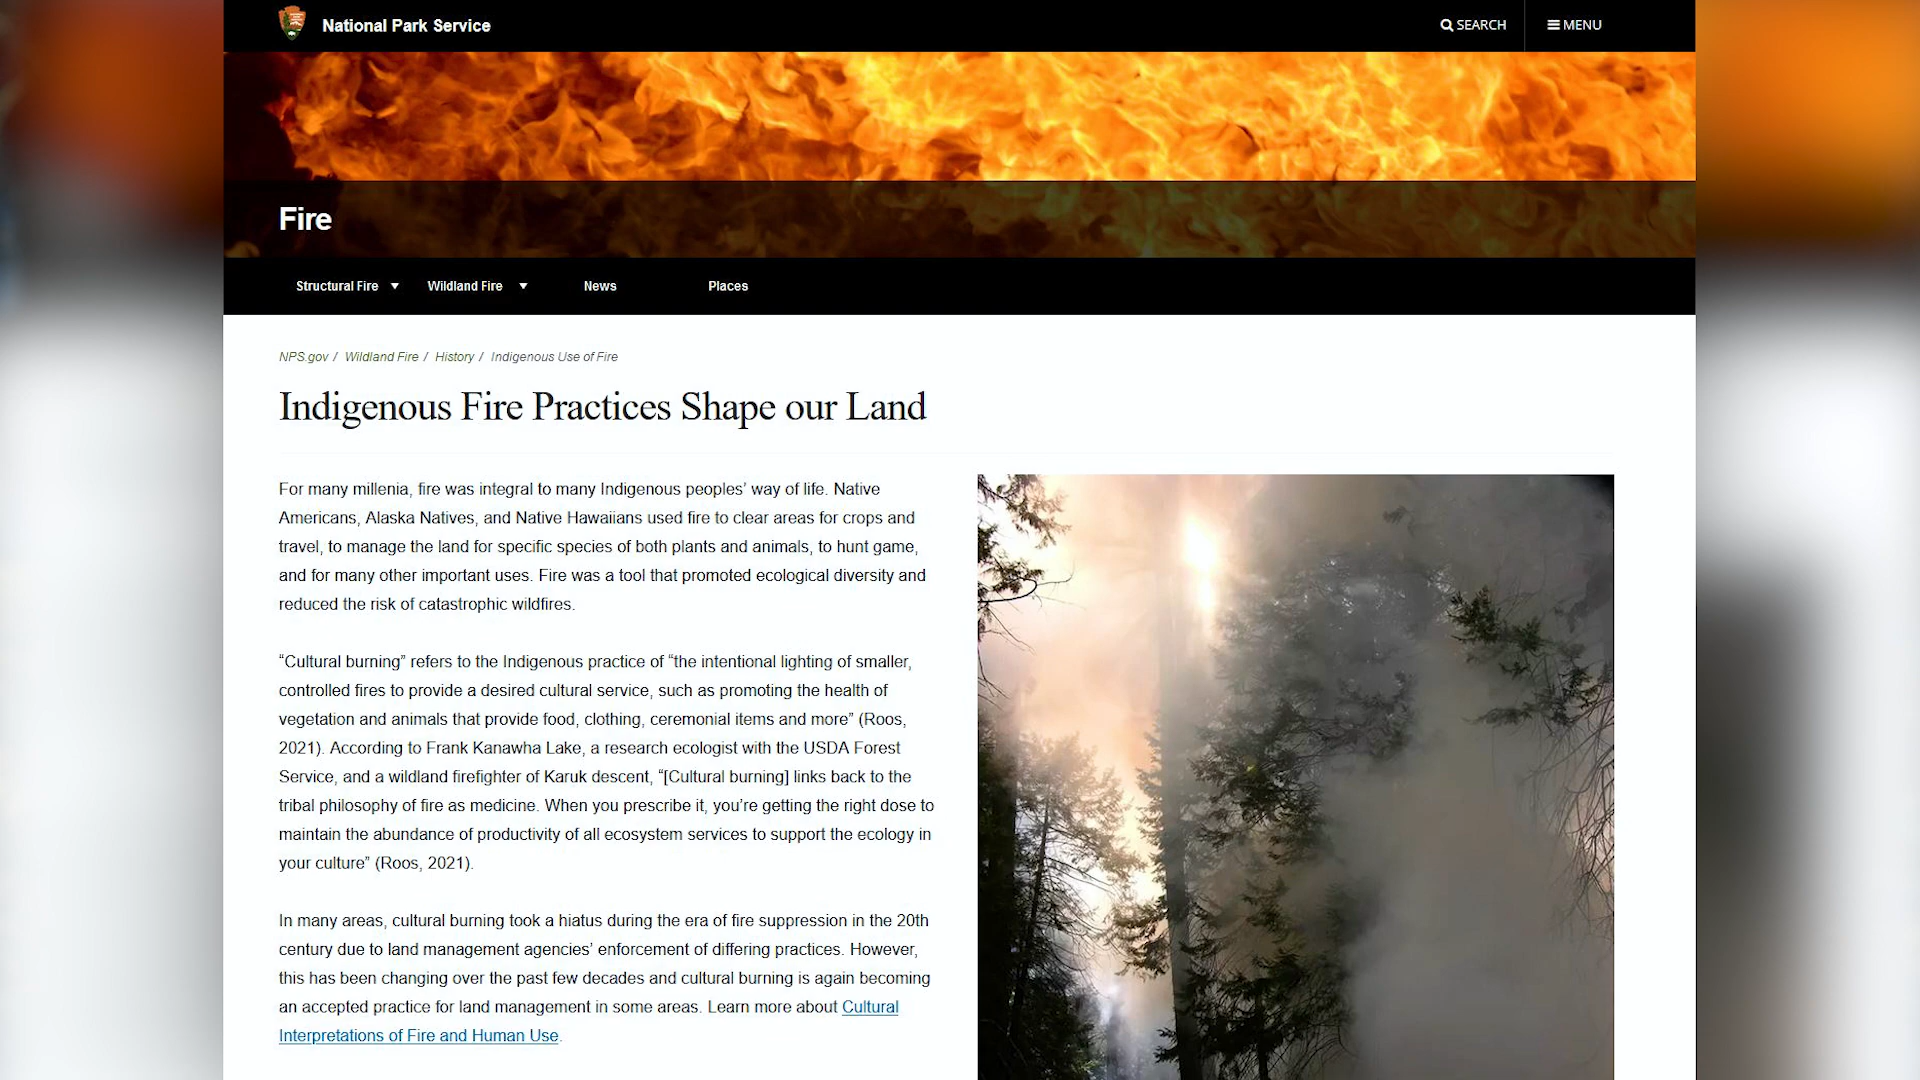 National Park Service
SEARCH
MENU
Fire
Structural Fire
Wildland Fire
News
Places
NPS.gov / Wildland Fire / History / Indigenous Use of Fire
Indigenous Fire Practices Shape our Land
For many millenia, fire was integral to many Indigenous peoples’ way of life. Native
Americans, Alaska Natives, and Native Hawaiians used fire to clear areas for crops and
travel, to manage the land for specific species of both plants and animals, to hunt game,
and for many other important uses. Fire was a tool that promoted ecological diversity and
reduced the risk of catastrophic wildfires.
“Cultural burning” refers to the Indigenous practice of “the intentional lighting of smaller,
controlled fires to provide a desired cultural service, such as promoting the health of
vegetation and animals that provide food, clothing, ceremonial items and more” (Roos,
2021). According to Frank Kanawha Lake, a research ecologist with the USDA Forest
Service, and a wildland firefighter of Karuk descent, “[Cultural burning] links back to the
tribal philosophy of fire as medicine. When you prescribe it, you’re getting the right dose to
maintain the abundance of productivity of all ecosystem services to support the ecology in
your culture” (Roos, 2021).
In many areas, cultural burning took a hiatus during the era of fire suppression in the 20th
century due to land management agencies’ enforcement of differing practices. However,
this has been changing over the past few decades and cultural burning is again becoming
an accepted practice for land management in some areas. Learn more about Cultural
Interpretations of Fire and Human Use.